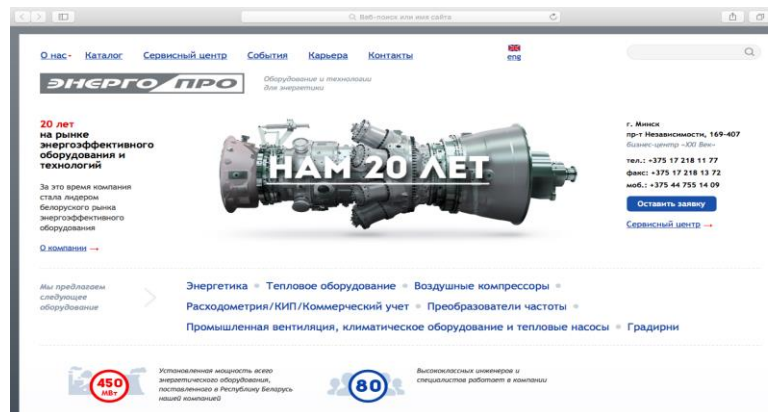 Веб-поиск или имя сайта
О нас
Каталог
Сервисный центр
События
Карьера
Контакты
eng
ЭНЕРГО ПРО
Оборудование и технологии
для энергетики
20 лет
на рынке
энергоэффективного
оборудования и
технологий
За это время компания
стала лидером
белоруского рынка
энергоэффективного
оборудования
О компании →
НАМ 20 ЛЕТ
г. Минск
пр-т Независимости, 169-407
бизнес-центр «XXI Век»
тел.: +375 17 218 11 77
факс: +375 17 218 13 72
моб.: +375 44 755 14 09
Оставить заявку
Сервисный центр →
Мы предлагаем
следующее
оборудование
Энергетика • Тепловое оборудование • Воздушные компрессоры •
Расходометрия/КИП/Коммерческий учет • Преобразователи частоты •
Промышленная вентиляция, климатическое оборудование и тепловые насосы • Градирни
450
МВт
Установленная мощность всего
энергетического оборудования,
поставленного в Республику Беларусь
нашей компанией
80
Высококлассных инженеров и
специалистов работает в компании